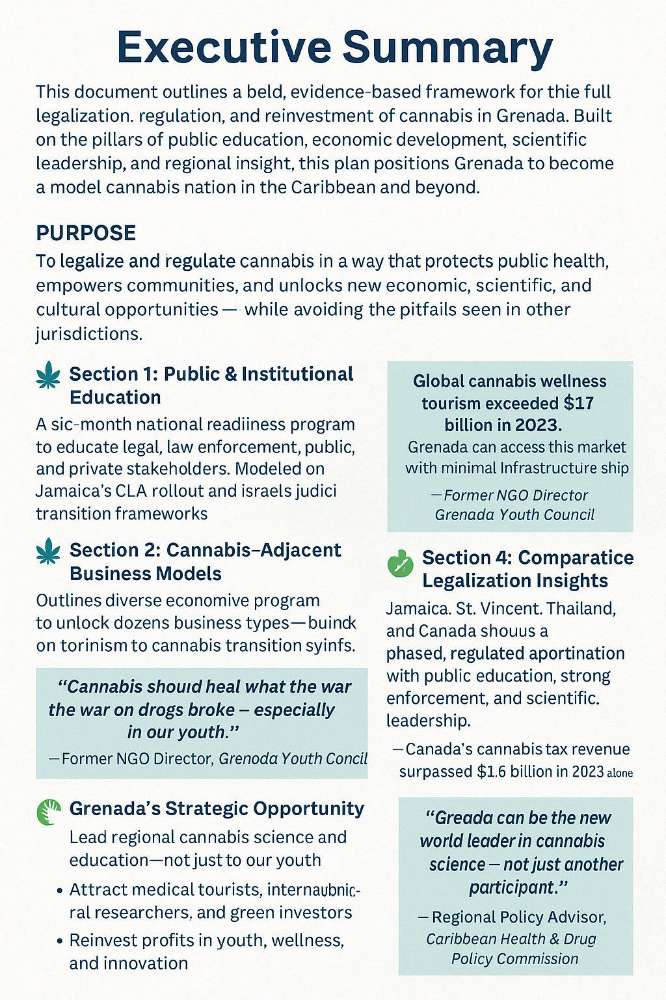 Executive Summary
This document outlines a beld, evidence-based framework for thie full
legalization. regulation, and reinvestment of cannabis in Grenada. Built
on the pillars of public education, economic development, scientific
leadership, and regional insight, this plan positions Grenada to become
a model cannabis nation in the Caribbean and beyond.
PURPOSE
To legalize and regulate cannabis in a way that protects public health,
empowers communities, and unlocks new economic, scientific, and
cultural opportunities — while avoiding the pitfails seen in other
jurisdictions.
Section 1: Public & Institutional
Education
A sic-month national readiiness program
to educate legal, law enforcement, public,
and private stakeholders. Modeled on
Jamaica's CLA rollout and israels judici
transition frameworks
Section 2: Cannabis–Adjacent
Business Models
Outlines diverse economive program
to unlock dozens business types—buindk
on torinism to cannabis transition syinfs.
“Cannabis shouıd heal what the war
the war on drogs broke – especially
in our youth.”
—Former NGO Director, Grenoda Youth Concil
Grenada’s Strategic Opportunity
Lead regional cannabis science and
education—not just to our youth
• Attract medical tourists,
ral researchers, and green investors
• Reinvest profits in youth, wellness,
and innovation
Global cannabis wellness
tourism exceeded $17
billion in 2023.
Grenada can access this market
with minimal Infrastructure ship
—Former NGO Director
Grenada Youth Council
Section 4: Comparatice
Legalization Insights
Jamaica. St. Vincent. Thailand,
and Canada shouus a
phased, regulated aportination
with public education, strong
enforcement, and scientific.
leadership.
—Canada’s cannabis tax revenue
surpassed $1.6 billion in 2023 alone
“Greada can be the new
world leader in cannabis
science – not just another
participant.”
— Regional Policy Advisor,
Caribbean Health & Drug
Policy Commission